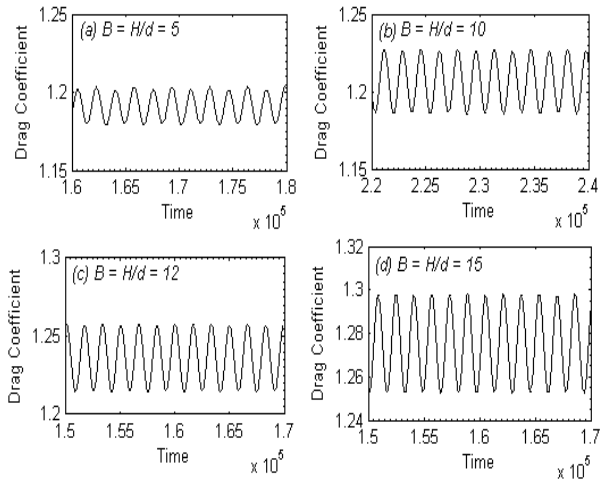 (a) B = H/d = 5
1.25
1.2
1.15
Drag Coefficient
1.6 1.65 1.7 1.75 1.8
Time
x 10^5
(b) B = H/d = 10
1.25
1.2
1.15
Drag Coefficient
2.2 2.25 2.3 2.35 2.4
Time
x 10^5
(c) B = H/d = 12
1.3
1.25
1.2
Drag Coefficient
1.5 1.55 1.6 1.65 1.7
Time
x 10^5
(d) B = H/d = 15
1.32
1.3
1.28
1.26
1.24
Drag Coefficient
1.5 1.55 1.6 1.65 1.7
Time
x 10^5